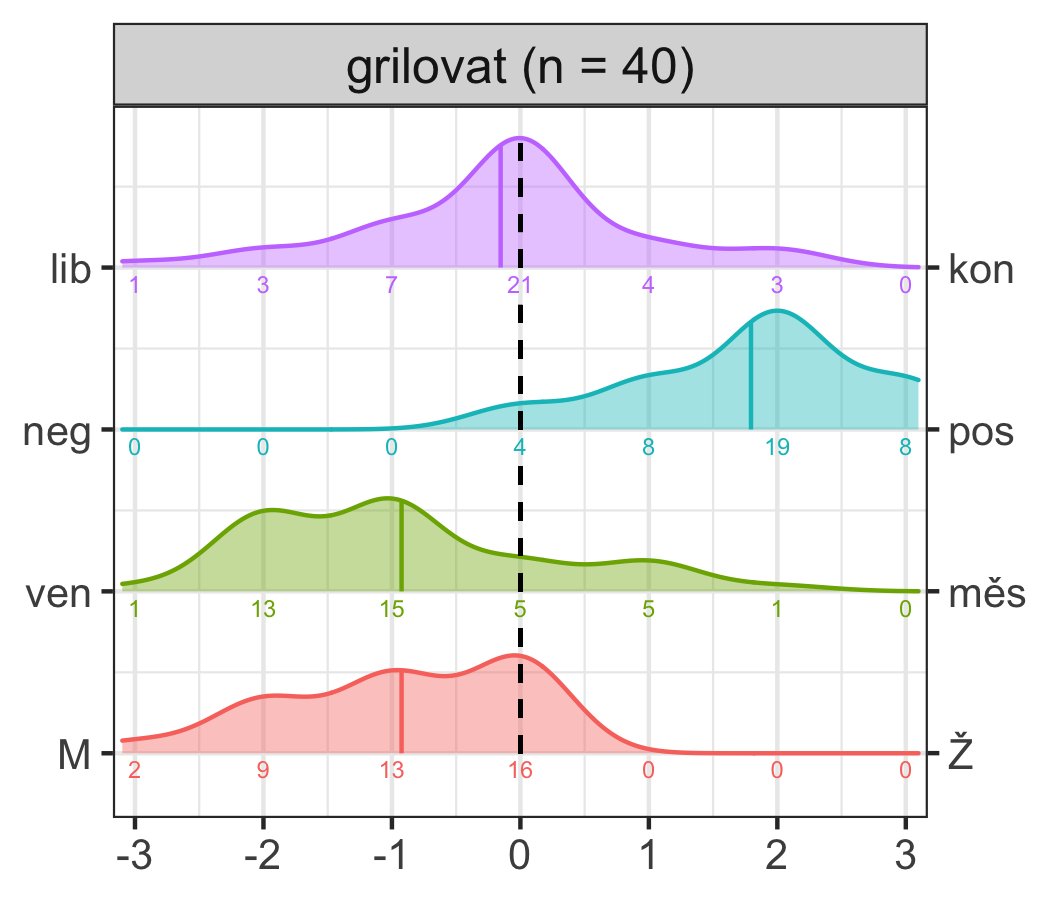 grilovat (n = 40)
lib kon
1 3 7 21 4 3 0
neg pos
0 0 0 4 8 19 8
ven měs
1 13 15 5 5 1 0
M Ž
2 9 13 16 0 0 0
-3 -2 -1 0 1 2 3